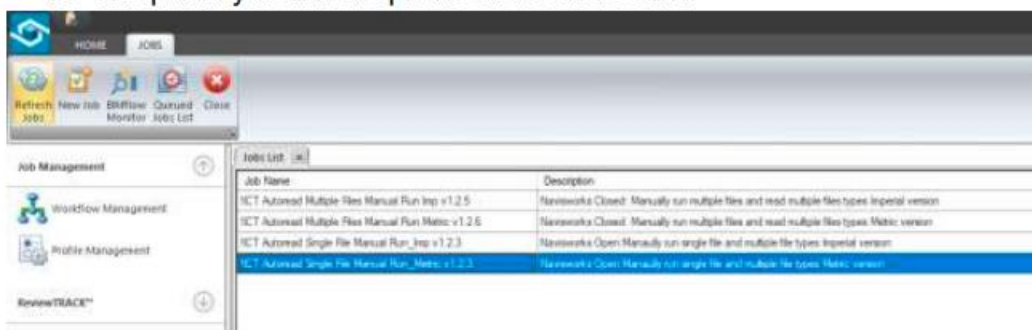 HOME JOBS
Refresh Jobs New Job BIMflow Monitor Queued Jobs List Close
Job Management
Workflow Management
Profile Management
ReviewTRACK™
Jobs List
Job Name Description
Autoread Multiple Files Manual Run Imp v1.2.5 Navisworks Closed: Manually run multiple files and read multiple files types Imperial version
Autoread Multiple Files Manual Run Metric v1.2.6 Navisworks Closed: Manually run multiple files and read multiple files types Metric version
Autoread Single File Manual Run_Imp v1.2.3 Navisworks Open Manually run single file and multiple file types Imperial version
Autoread Single File Manual Run_Metric v1.2.3 Navisworks Open Manually run single file and multiple file types Metric version